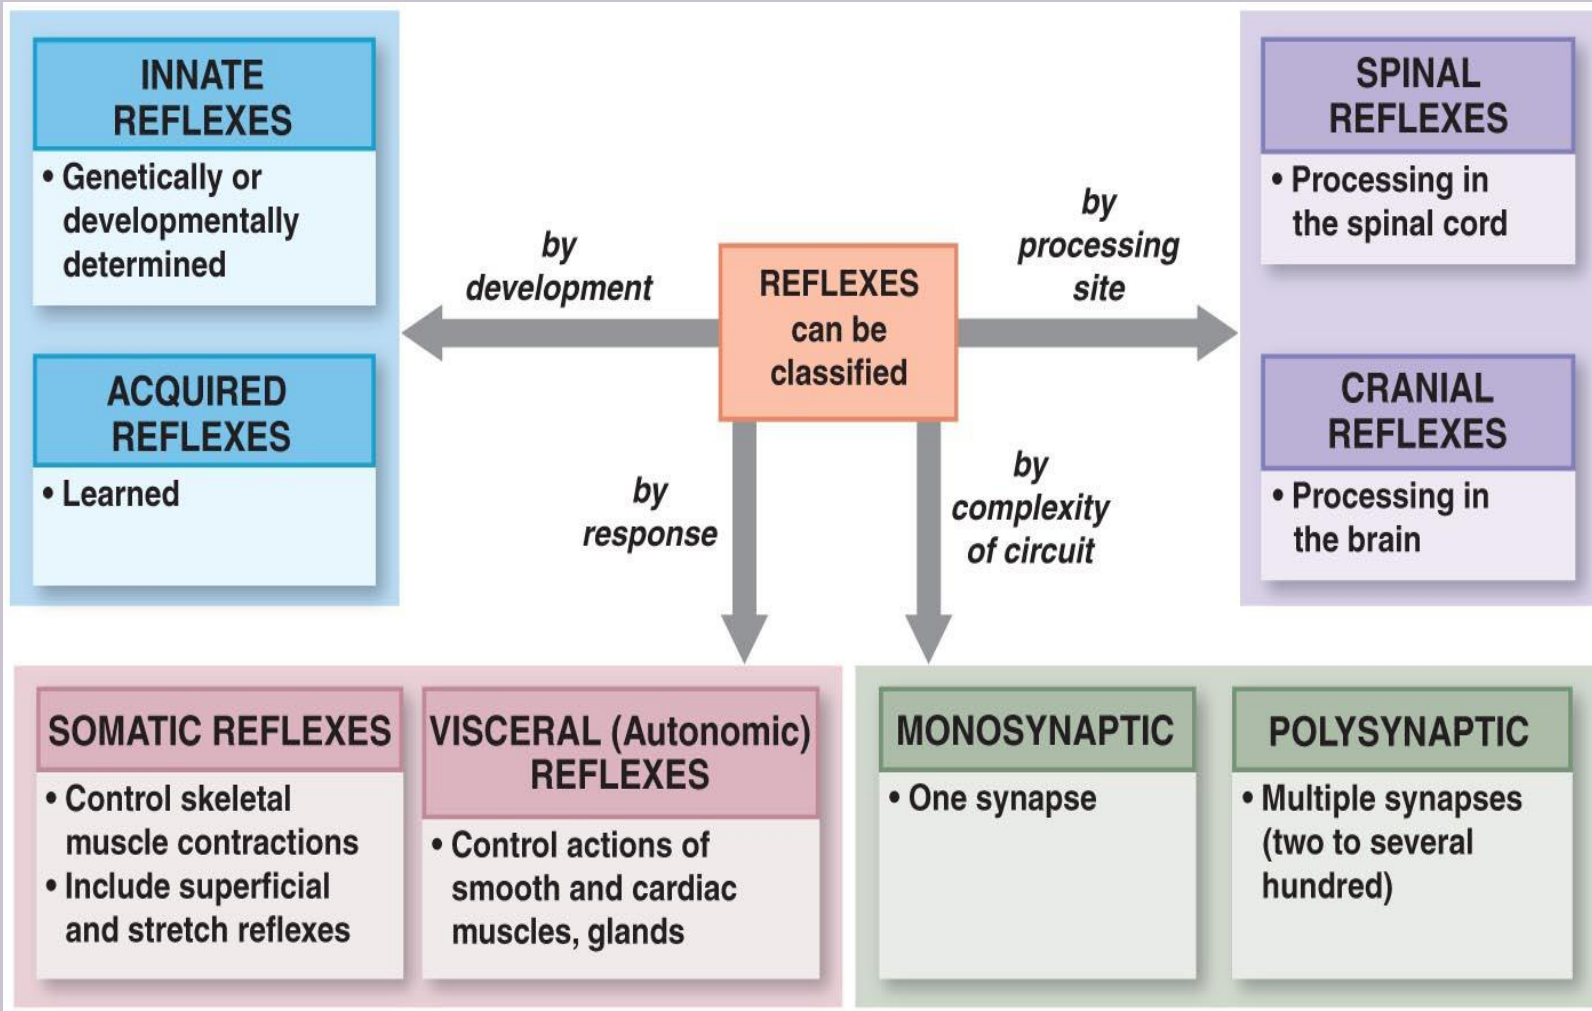 INNATE
REFLEXES
• Genetically or
developmentally
determined
ACQUIRED
REFLEXES
• Learned
by
development
REFLEXES
can be
classified
by
processing
site
SPINAL
REFLEXES
• Processing in
the spinal cord
CRANIAL
REFLEXES
• Processing in
the brain
by
response
by
complexity
of circuit
SOMATIC REFLEXES
• Control skeletal
muscle contractions
• Include superficial
and stretch reflexes
VISCERAL (Autonomic)
REFLEXES
• Control actions of
smooth and cardiac
muscles, glands
MONOSYNAPTIC
• One synapse
POLYSYNAPTIC
• Multiple synapses
(two to several
hundred)